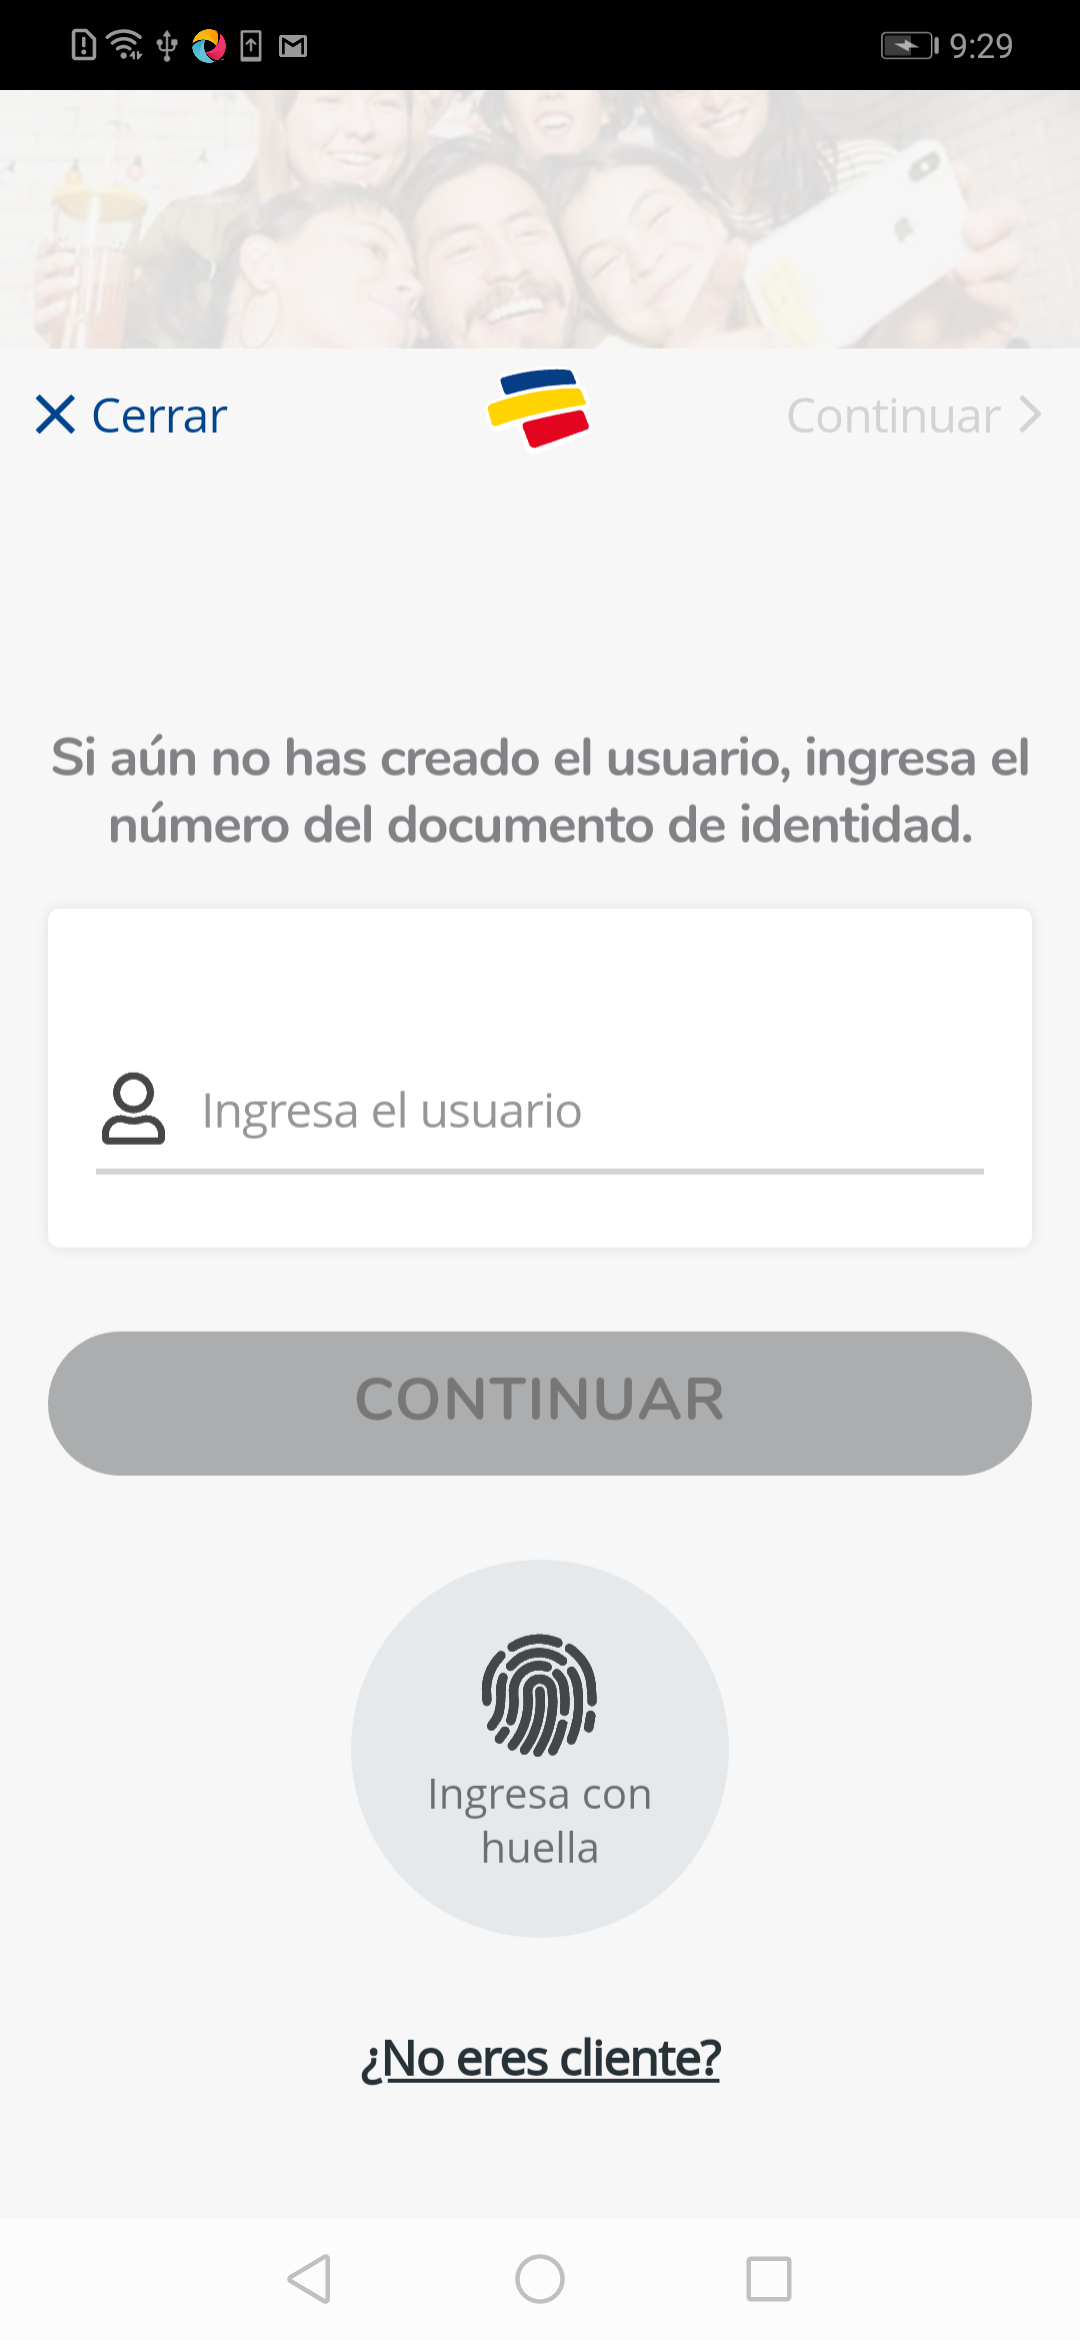 9:29
Cerrar
Continuar
Si aún no has creado el usuario, ingresa el
número del documento de identidad.
Ingresa el usuario
CONTINUAR
Ingresa con
huella
¿No eres cliente?